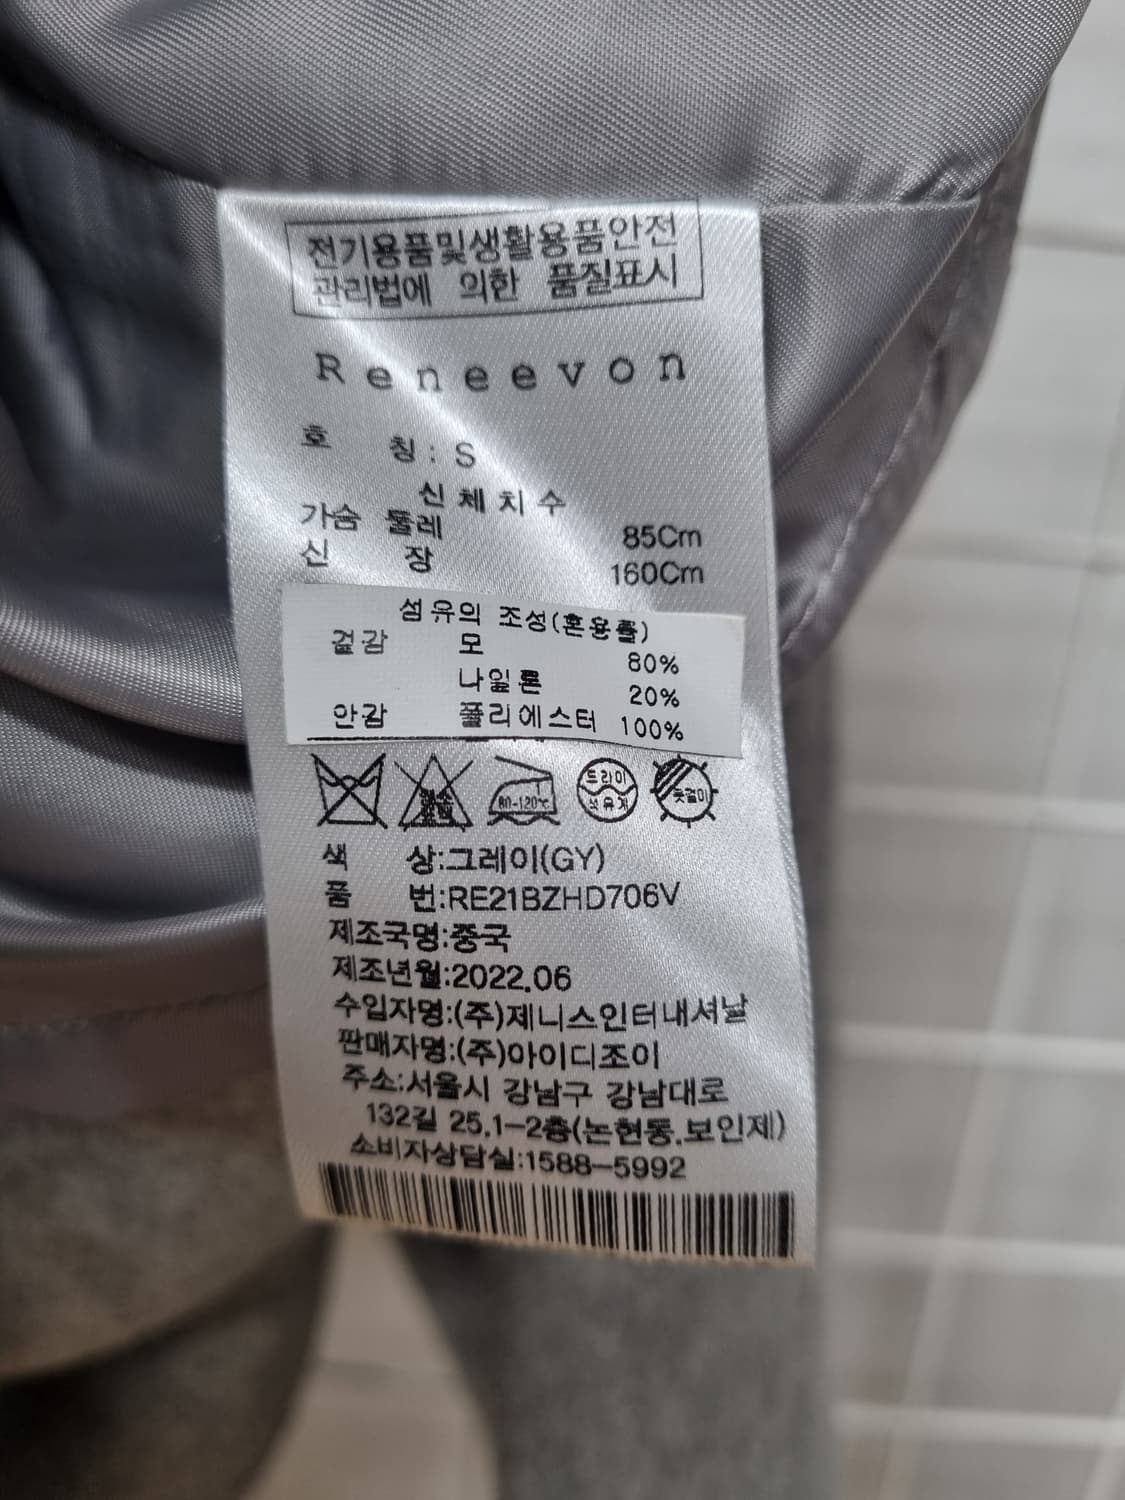 전기용품및생활용품안전
관리법에 의한 품질표시
Reneevon
호 칭: S
신체치수
가슴 둘레 85Cm
신 장 160Cm
섬유의 조성(혼용률)
겉감 모 80%
나일론 20%
안감 폴리에스터 100%
염소 80-120℃ 드라이 석유계 옷걸이
색 상:그레이(GY)
품 번:RE21BZHD706V
제조국명:중국
제조년월:2022.06
수입자명:(주)제니스인터내셔날
판매자명:(주)아이디조이
주소:서울시 강남구 강남대로
132길 25,1-2층(논현동,보인제)
소비자상담실:1588-5992